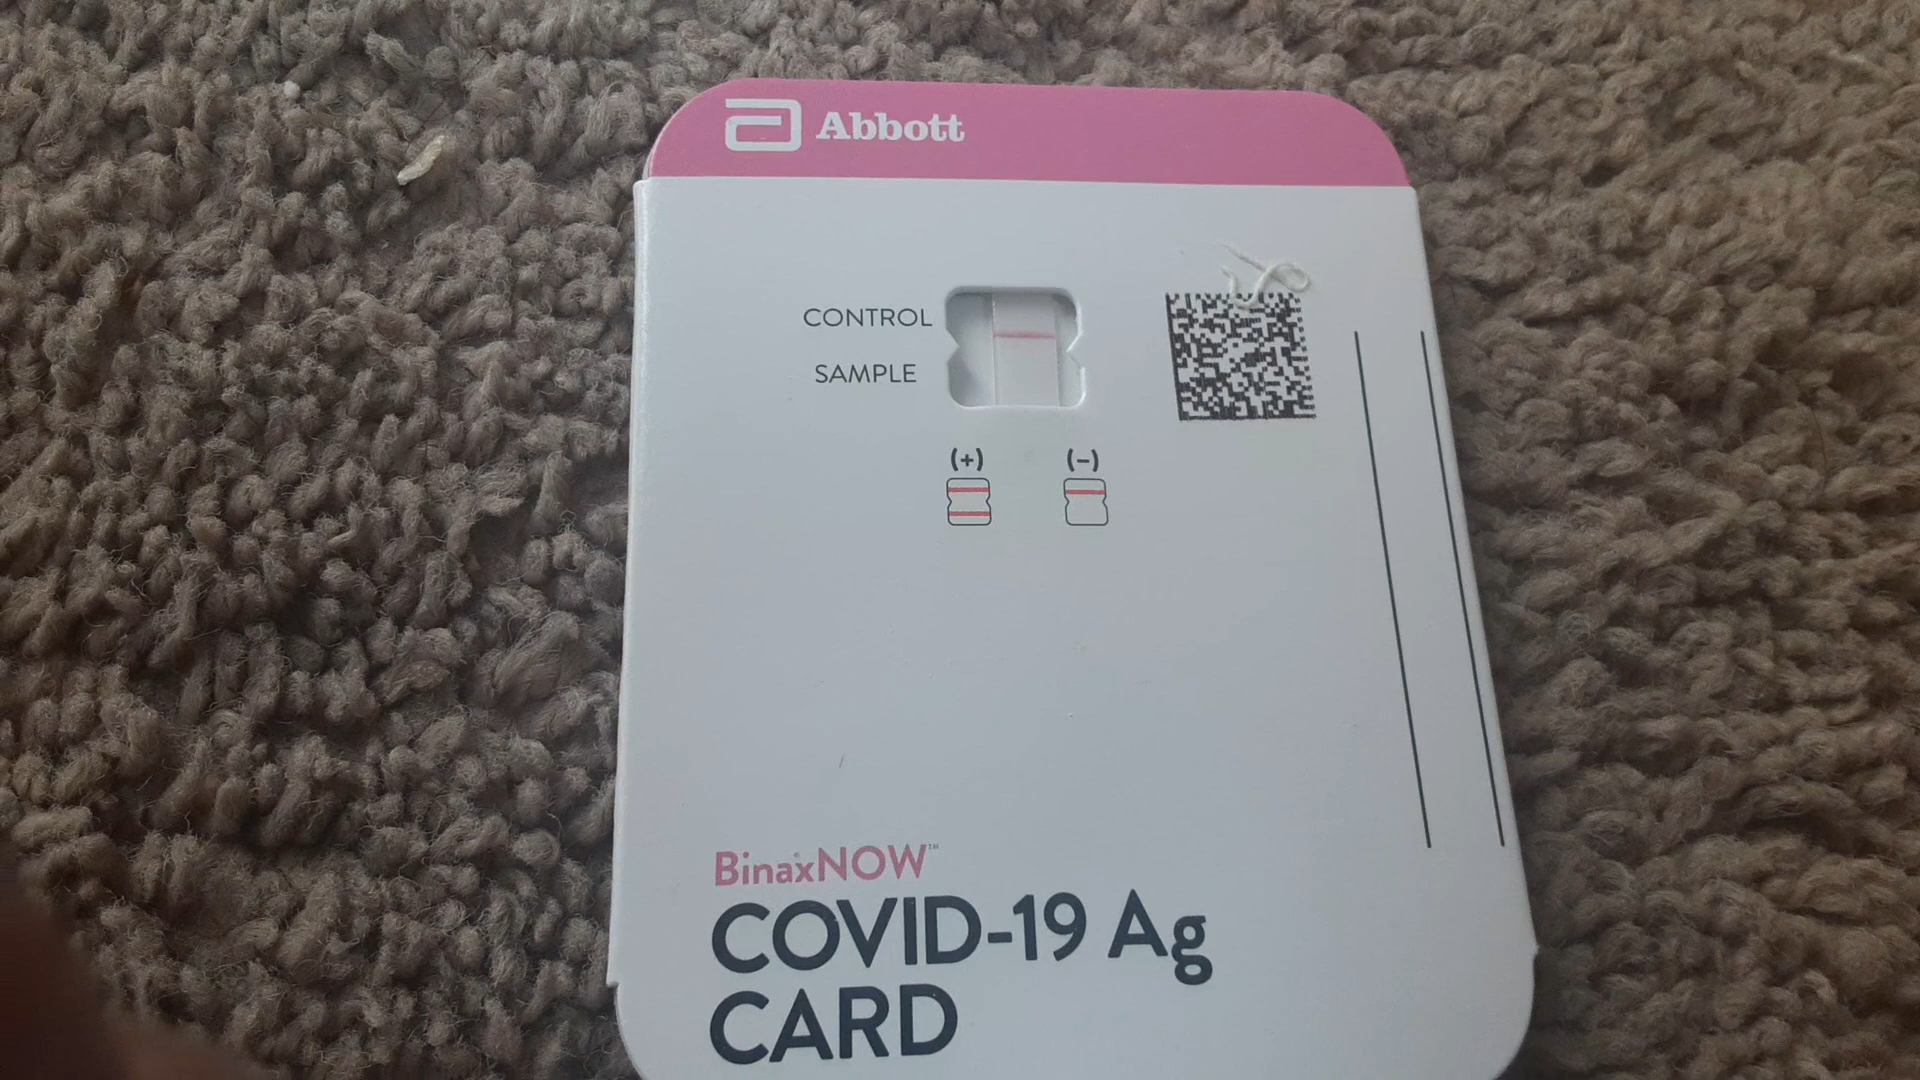 Abbott
CONTROL
SAMPLE
(+) (-)
BinaxNOW™
COVID-19 Ag
CARD